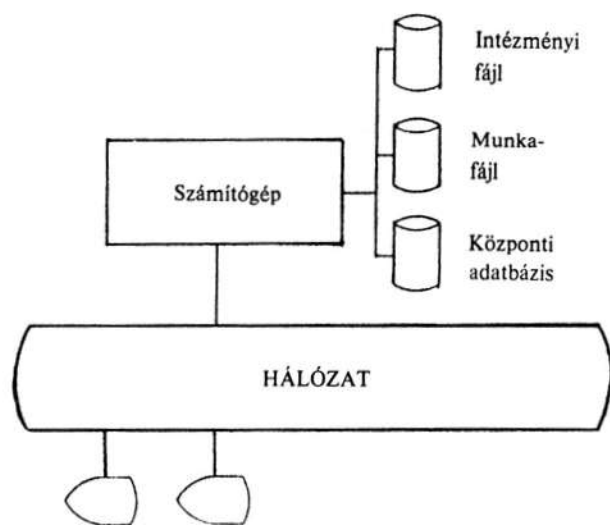 Intézményi
fájl
Munka-
fájl
Számítógép
Központi
adatbázis
HÁLÓZAT